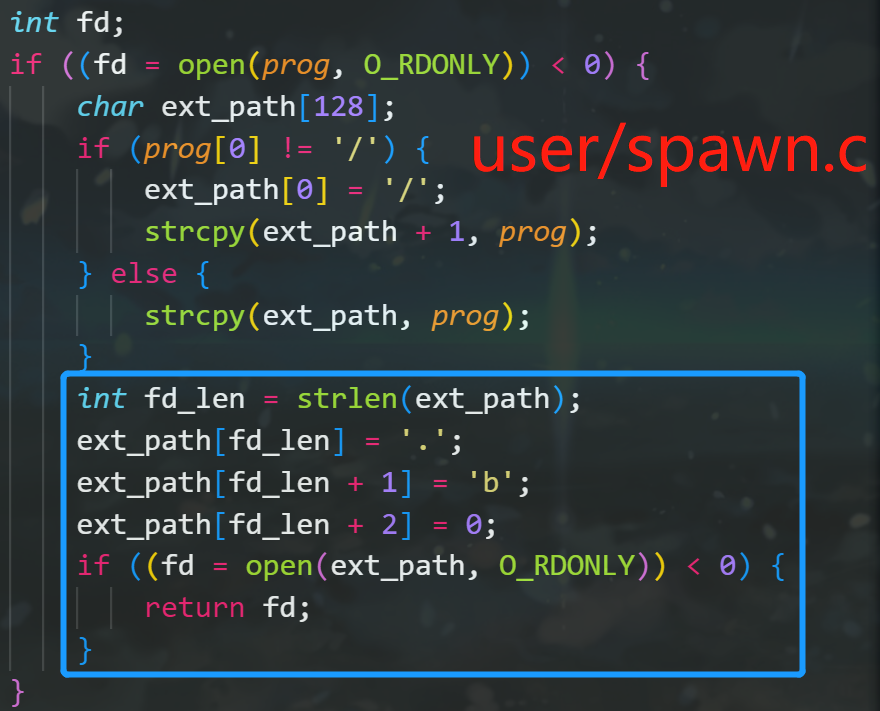 int fd;
if ((fd = open(prog, O_RDONLY)) < 0) {
char ext_path[128];
if (prog[0] != '/') {
user/spawn.c
ext_path[0] = '/';
strcpy(ext_path + 1, prog);
} else {
strcpy(ext_path, prog);
}
int fd_len = strlen(ext_path);
ext_path[fd_len] = '.';
ext_path[fd_len + 1] = 'b';
ext_path[fd_len + 2] = 0;
if ((fd = open(ext_path, O_RDONLY)) < 0) {
return fd;
}
}